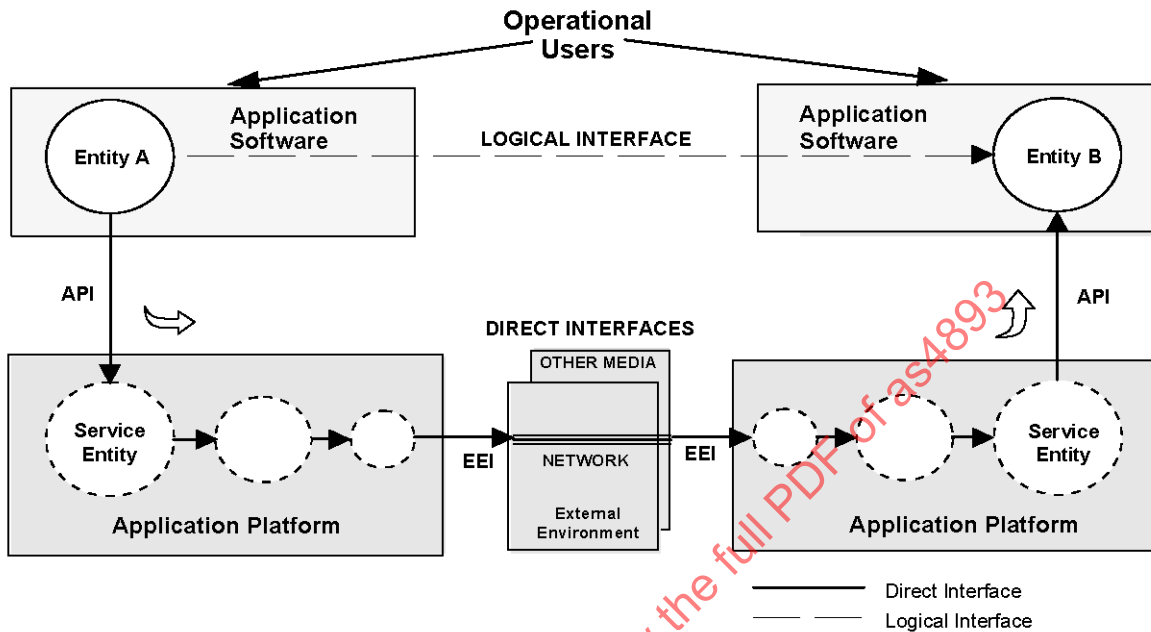 Operational
Users
Application
Software
Entity A
LOGICAL INTERFACE
Application
Software
Entity B
API
API
DIRECT INTERFACES
OTHER MEDIA
Service
Entity
EEI
NETWORK
EEI
Service
Entity
External
Environment
Application Platform
Application Platform
Direct Interface
Logical Interface
the full PDF of as4893